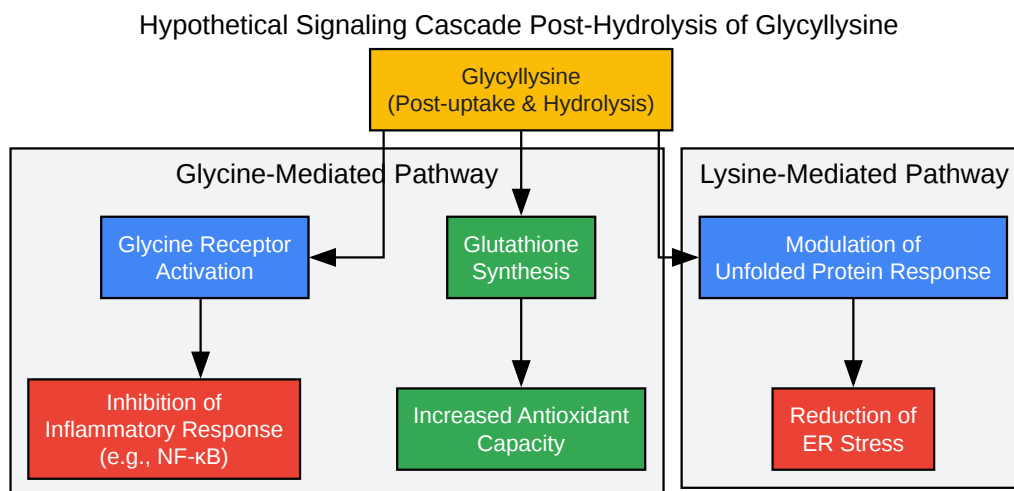 Hypothetical Signaling Cascade Post-Hydrolysis of Glycyllysine
Glycyllysine
(Post-uptake & Hydrolysis)
Glycine-Mediated Pathway
Glycine Receptor
Activation
Glutathione
Synthesis
Inhibition of
Inflammatory Response
(e.g., NF-κB)
Increased Antioxidant
Capacity
Lysine-Mediated Pathway
Modulation of
Unfolded Protein Response
Reduction of
ER Stress